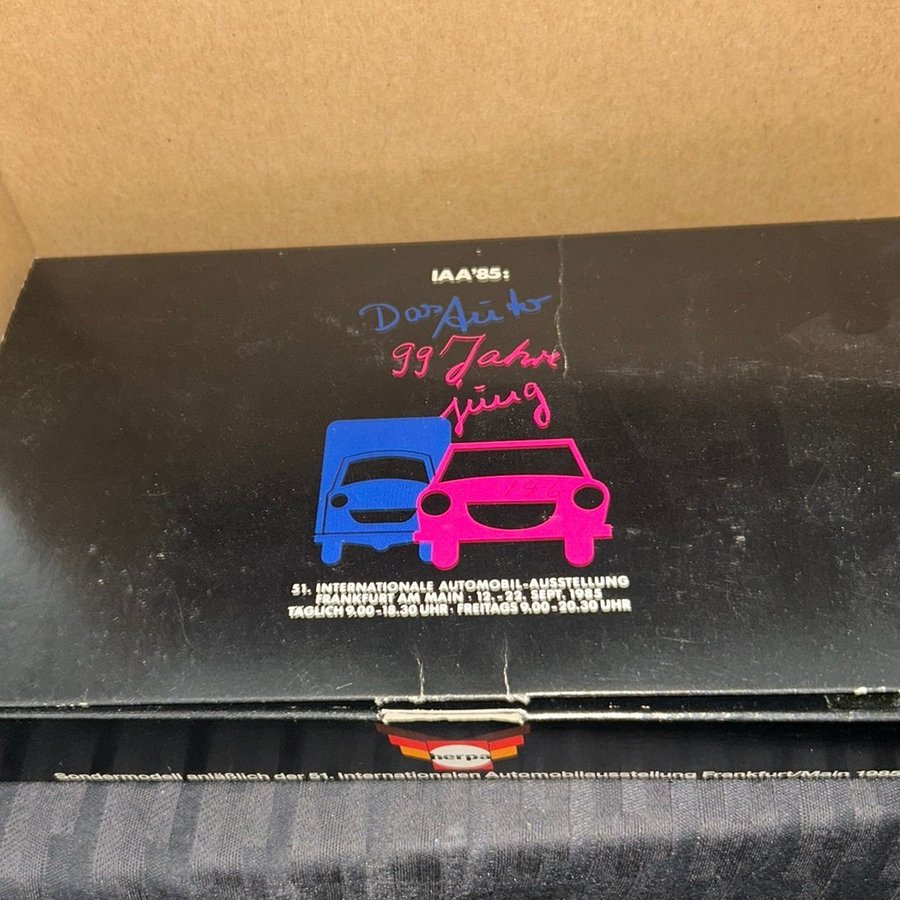 IAA'85:
Das Auto
99 Jahre
jung
51. INTERNATIONALE AUTOMOBIL-AUSSTELLUNG
FRANKFURT AM MAIN · 12.-22. SEPT. 1985
TÄGLICH 9.00-18.30 UHR · FREITAGS 9.00-20.30 UHR
herpa
Sondermodell anläßlich der 51. Internationalen Automobilausstellung Frankfurt/Main 1985